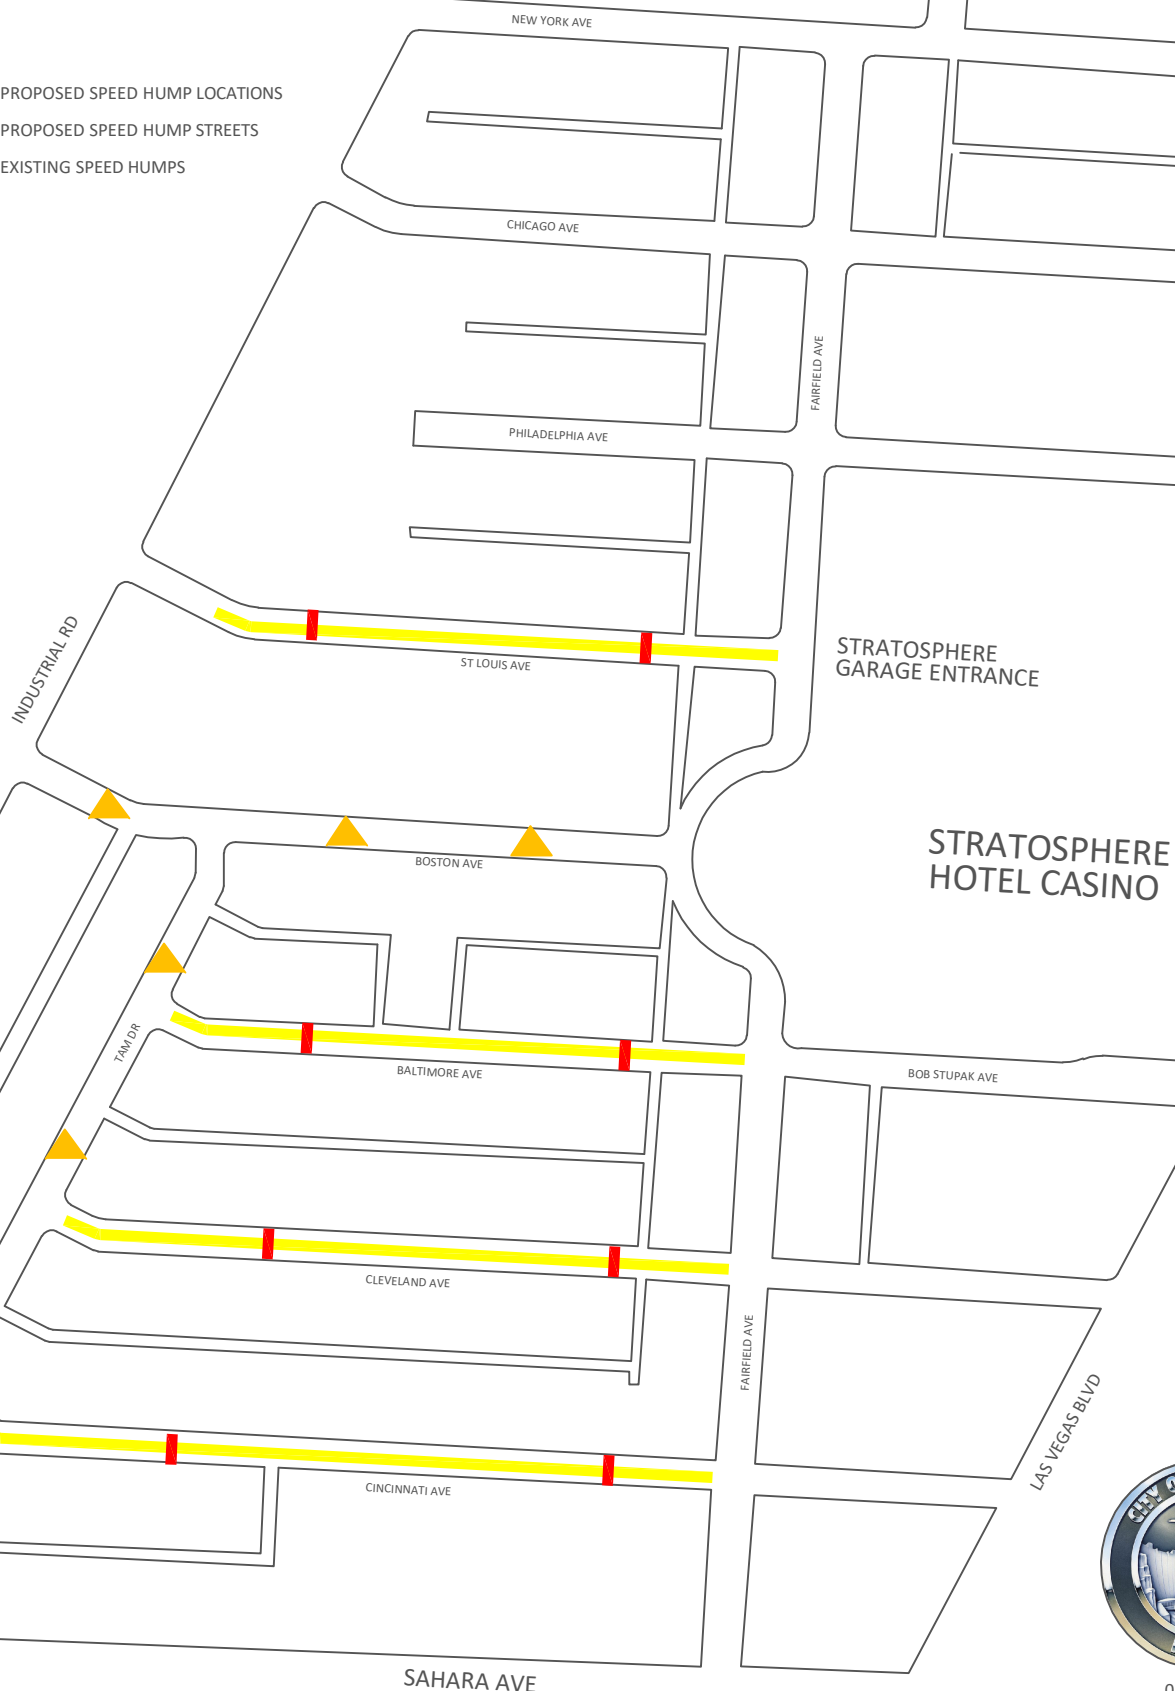 NEW YORK AVE
PROPOSED SPEED HUMP LOCATIONS
PROPOSED SPEED HUMP STREETS
EXISTING SPEED HUMPS
CHICAGO AVE
FAIRFIELD AVE
PHILADELPHIA AVE
INDUSTRIAL RD
ST LOUIS AVE
STRATOSPHERE
GARAGE ENTRANCE
STRATOSPHERE
HOTEL CASINO
BOSTON AVE
TAM DR
BALTIMORE AVE
BOB STUPAK AVE
CLEVELAND AVE
FAIRFIELD AVE
LAS VEGAS BLVD
CINCINNATI AVE
CITY
SAHARA AVE